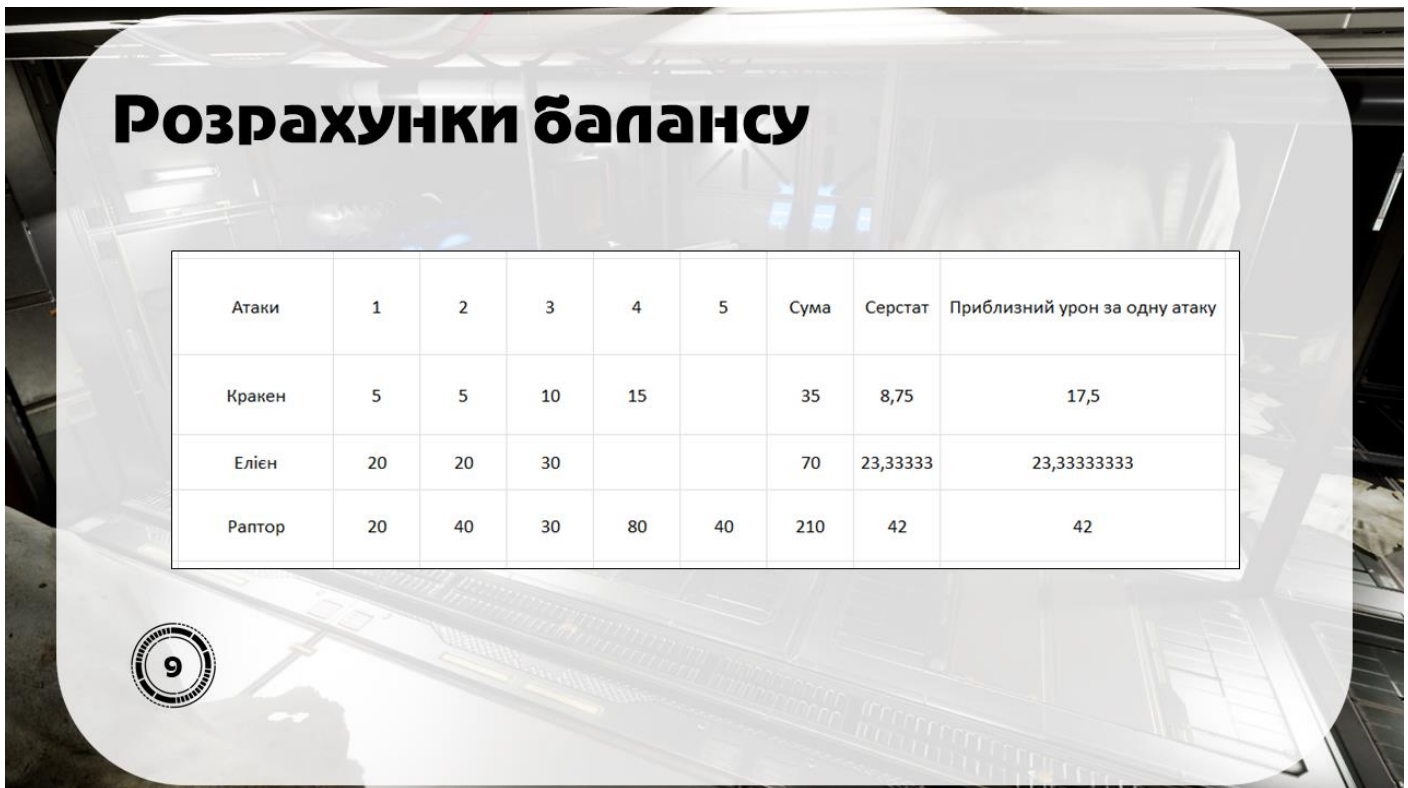 Розрахунки балансу
Атаки 1 2 3 4 5 Сума Серстат Приблизний урон за одну атаку
Кракен 5 5 10 15 35 8,75 17,5
Елієн 20 20 30 70 23,33333 23,33333333
Раптор 20 40 30 80 40 210 42 42
9